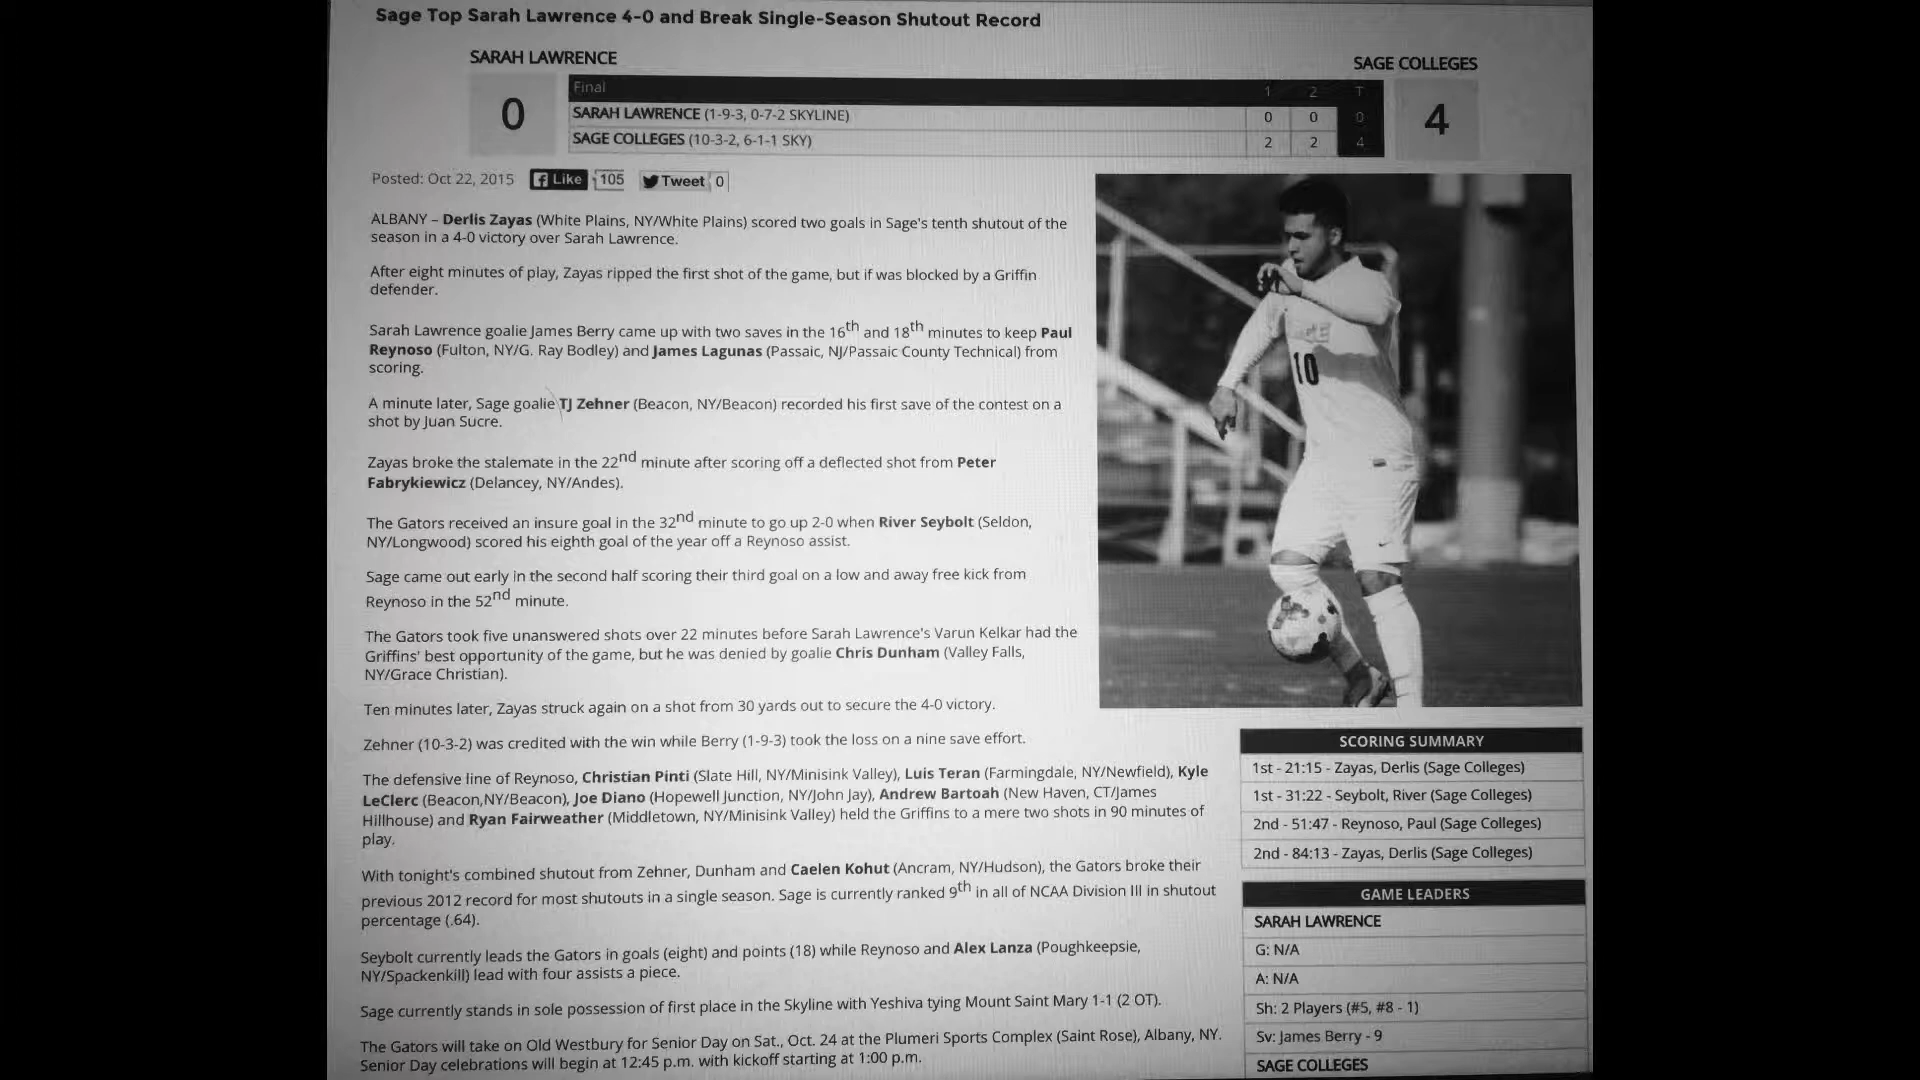 Sage Top Sarah Lawrence 4-0 and Break Single-Season Shutout Record
SARAH LAWRENCE
SAGE COLLEGES
0
Final 1 2 T
SARAH LAWRENCE (1-9-3, 0-7-2 SKYLINE) 0 0 0
SAGE COLLEGES (10-3-2, 6-1-1 SKY) 2 2 4
4
Posted: Oct 22, 2015 Like 105 Tweet 0
ALBANY – Derlis Zayas (White Plains, NY/White Plains) scored two goals in Sage's tenth shutout of the
season in a 4-0 victory over Sarah Lawrence.
After eight minutes of play, Zayas ripped the first shot of the game, but if was blocked by a Griffin
defender.
Sarah Lawrence goalie James Berry came up with two saves in the 16th and 18th minutes to keep Paul
Reynoso (Fulton, NY/G. Ray Bodley) and James Lagunas (Passaic, NJ/Passaic County Technical) from
scoring.
A minute later, Sage goalie TJ Zehner (Beacon, NY/Beacon) recorded his first save of the contest on a
shot by Juan Sucre.
Zayas broke the stalemate in the 22nd minute after scoring off a deflected shot from Peter
Fabrykiewicz (Delancey, NY/Andes).
The Gators received an insure goal in the 32nd minute to go up 2-0 when River Seybolt (Seldon,
NY/Longwood) scored his eighth goal of the year off a Reynoso assist.
Sage came out early in the second half scoring their third goal on a low and away free kick from
Reynoso in the 52nd minute.
The Gators took five unanswered shots over 22 minutes before Sarah Lawrence's Varun Kelkar had the
Griffins' best opportunity of the game, but he was denied by goalie Chris Dunham (Valley Falls,
NY/Grace Christian).
Ten minutes later, Zayas struck again on a shot from 30 yards out to secure the 4-0 victory.
Zehner (10-3-2) was credited with the win while Berry (1-9-3) took the loss on a nine save effort.
The defensive line of Reynoso, Christian Pinti (Slate Hill, NY/Minisink Valley), Luis Teran (Farmingdale, NY/Newfield), Kyle
LeClerc (Beacon,NY/Beacon), Joe Diano (Hopewell Junction, NY/John Jay), Andrew Bartoah (New Haven, CT/James
Hillhouse) and Ryan Fairweather (Middletown, NY/Minisink Valley) held the Griffins to a mere two shots in 90 minutes of
play.
With tonight's combined shutout from Zehner, Dunham and Caelen Kohut (Ancram, NY/Hudson), the Gators broke their
previous 2012 record for most shutouts in a single season. Sage is currently ranked 9th in all of NCAA Division III in shutout
percentage (.64).
Seybolt currently leads the Gators in goals (eight) and points (18) while Reynoso and Alex Lanza (Poughkeepsie,
NY/Spackenkill) lead with four assists a piece.
Sage currently stands in sole possession of first place in the Skyline with Yeshiva tying Mount Saint Mary 1-1 (2 OT).
The Gators will take on Old Westbury for Senior Day on Sat., Oct. 24 at the Plumeri Sports Complex (Saint Rose), Albany, NY.
Senior Day celebrations will begin at 12:45 p.m. with kickoff starting at 1:00 p.m.
10
SCORING SUMMARY
1st - 21:15 - Zayas, Derlis (Sage Colleges)
1st - 31:22 - Seybolt, River (Sage Colleges)
2nd - 51:47 - Reynoso, Paul (Sage Colleges)
2nd - 84:13 - Zayas, Derlis (Sage Colleges)
GAME LEADERS
SARAH LAWRENCE
G: N/A
A: N/A
Sh: 2 Players (#5, #8 - 1)
Sv: James Berry - 9
SAGE COLLEGES